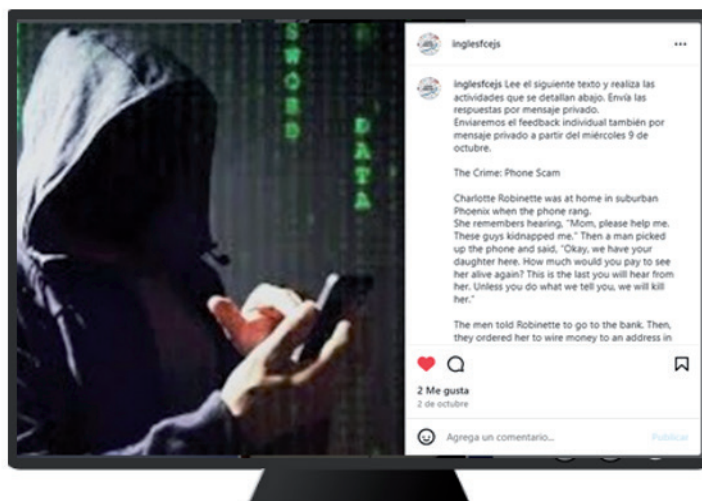 SWORD
DATA
inglesfcejs
inglesfcejs Lee el siguiente texto y realiza las
actividades que se detallan abajo. Envía las
respuestas por mensaje privado.
Enviaremos el feedback individual también por
mensaje privado a partir del miércoles 9 de
octubre.
The Crime: Phone Scam
Charlotte Robinette was at home in suburban
Phoenix when the phone rang.
She remembers hearing, "Mom, please help me.
These guys kidnapped me." Then a man picked
up the phone and said, "Okay, we have your
daughter here. How much would you pay to see
her alive again? This is the last you will hear from
her. Unless you do what we tell you, we will kill
her."
The men told Robinette to go to the bank. Then,
they ordered her to wire money to an address in
2 Me gusta
2 de octubre
Agrega un comentario...
Publicar